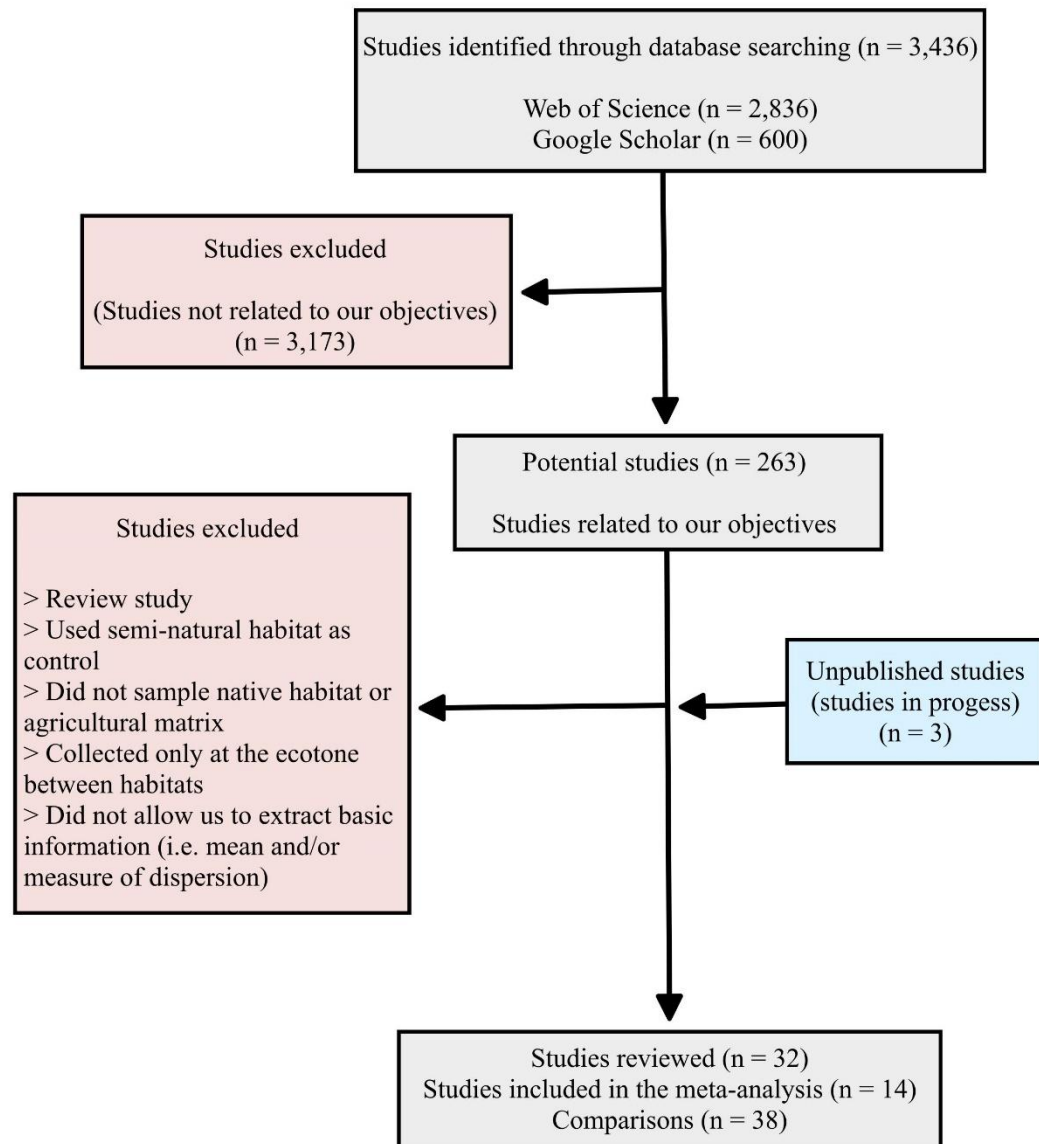 Studies identified through database searching (n = 3,436)
Web of Science (n = 2,836)
Google Scholar (n = 600)
Studies excluded
(Studies not related to our objectives)
(n = 3,173)
Potential studies (n = 263)
Studies related to our objectives
Studies excluded
> Review study
> Used semi-natural habitat as
control
> Did not sample native habitat or
agricultural matrix
> Collected only at the ecotone
between habitats
> Did not allow us to extract basic
information (i.e. mean and/or
measure of dispersion)
Unpublished studies
(studies in progess)
(n = 3)
Studies reviewed (n = 32)
Studies included in the meta-analysis (n = 14)
Comparisons (n = 38)